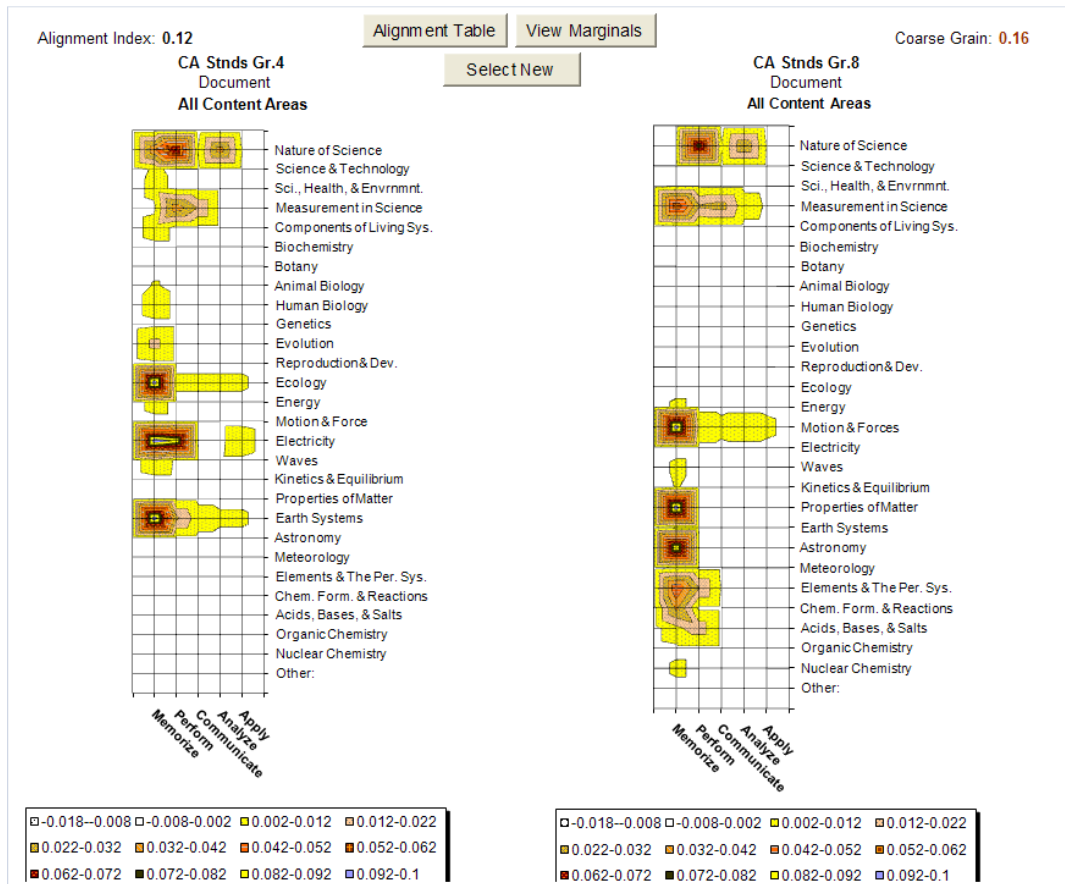 Alignment Index: 0.12
Alignment Table
View Marginals
Coarse Grain: 0.16
Select New
CA Stnds Gr.4
Document
All Content Areas
Nature of Science
Science & Technology
Sci., Health, & Envrnmnt.
Measurement in Science
Components of Living Sys.
Biochemistry
Botany
Animal Biology
Human Biology
Genetics
Evolution
Reproduction & Dev.
Ecology
Energy
Motion & Force
Electricity
Waves
Kinetics & Equilibrium
Properties of Matter
Earth Systems
Astronomy
Meteorology
Elements & The Per. Sys.
Chem. Form. & Reactions
Acids, Bases, & Salts
Organic Chemistry
Nuclear Chemistry
Other:
Memorize
Perform
Communicate
Analyze
Apply
-0.018--0.008 -0.008-0.002 0.002-0.012 0.012-0.022
0.022-0.032 0.032-0.042 0.042-0.052 0.052-0.062
0.062-0.072 0.072-0.082 0.082-0.092 0.092-0.1
CA Stnds Gr.8
Document
All Content Areas
Nature of Science
Science & Technology
Sci., Health, & Envrnmnt.
Measurement in Science
Components of Living Sys.
Biochemistry
Botany
Animal Biology
Human Biology
Genetics
Evolution
Reproduction & Dev.
Ecology
Energy
Motion & Forces
Electricity
Waves
Kinetics & Equilibrium
Properties of Matter
Earth Systems
Astronomy
Meteorology
Elements & The Per. Sys.
Chem. Form. & Reactions
Acids, Bases, & Salts
Organic Chemistry
Nuclear Chemistry
Other:
Memorize
Perform
Communicate
Analyze
Apply
-0.018--0.008 -0.008-0.002 0.002-0.012 0.012-0.022
0.022-0.032 0.032-0.042 0.042-0.052 0.052-0.062
0.062-0.072 0.072-0.082 0.082-0.092 0.092-0.1